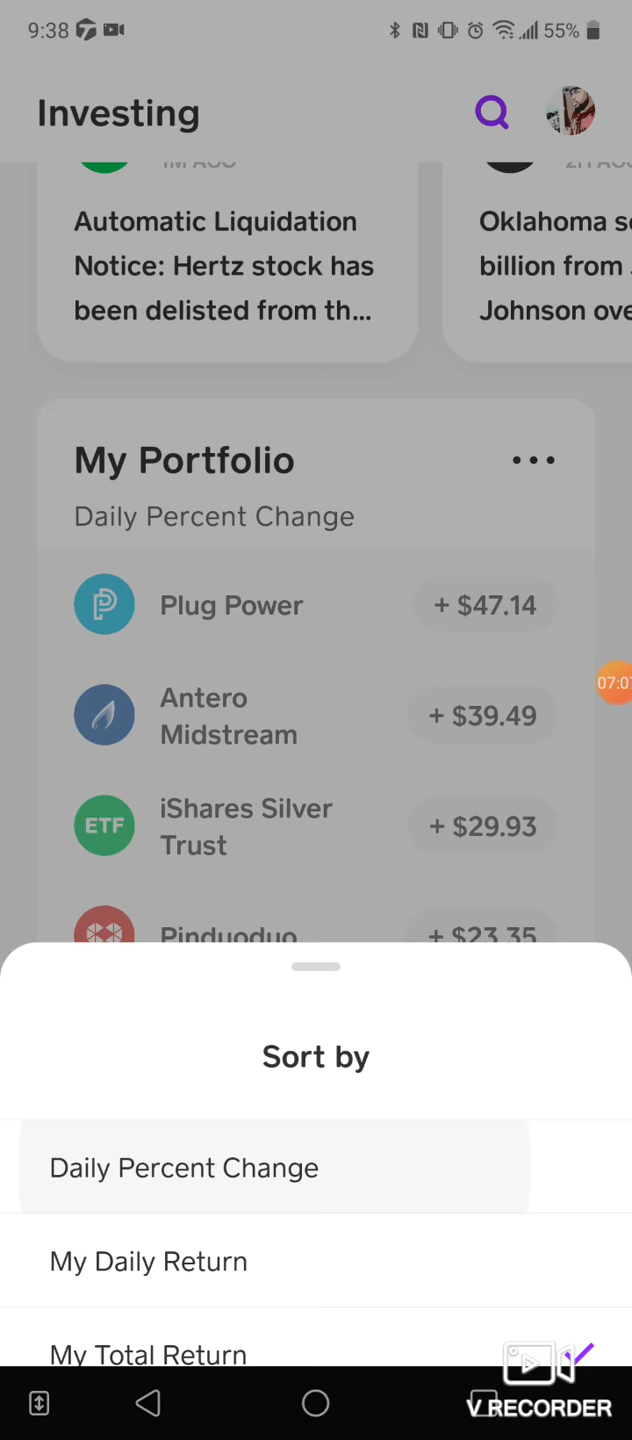 9:38
55%
Investing
1M AGO
Automatic Liquidation
Notice: Hertz stock has
been delisted from th...
Oklahoma s
billion from
Johnson ove
My Portfolio
Daily Percent Change
Plug Power
+ $47.14
Antero
Midstream
+ $39.49
ETF
iShares Silver
Trust
+ $29.93
Pinduoduo
+ $23.35
07:07
Sort by
Daily Percent Change
My Daily Return
My Total Return
V RECORDER